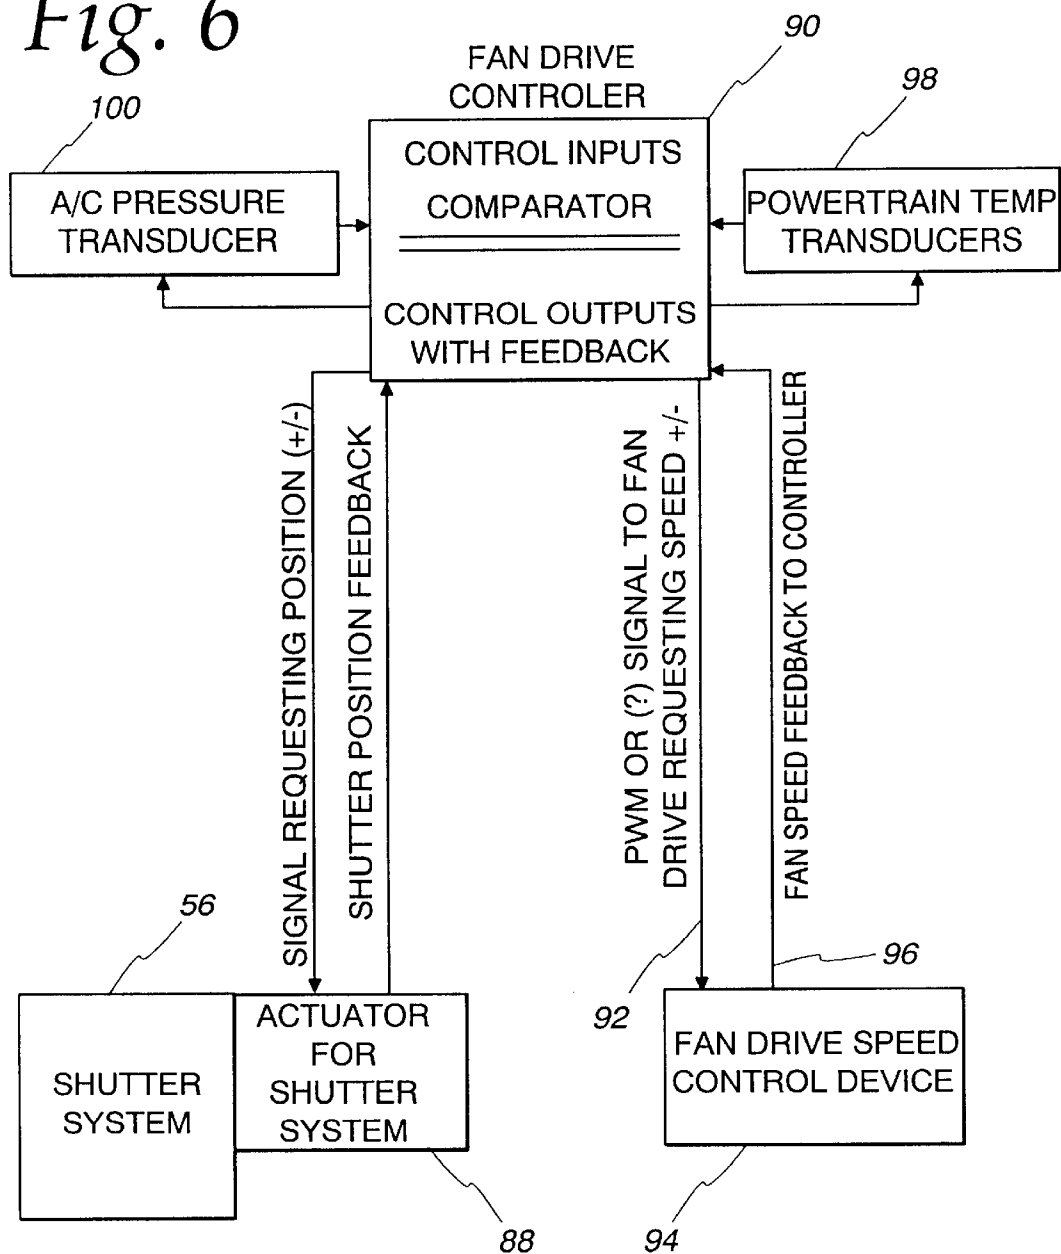 Fig. 6
FAN DRIVE
CONTROLER
90
98
100
A/C PRESSURE
TRANSDUCER
CONTROL INPUTS
COMPARATOR
CONTROL OUTPUTS
WITH FEEDBACK
POWERTRAIN TEMP
TRANSDUCERS
SIGNAL REQUESTING POSITION (+/-)
SHUTTER POSITION FEEDBACK
PWM OR (?) SIGNAL TO FAN
DRIVE REQUESTING SPEED +/-
FAN SPEED FEEDBACK TO CONTROLLER
56
92
96
SHUTTER
SYSTEM
ACTUATOR
FOR
SHUTTER
SYSTEM
FAN DRIVE SPEED
CONTROL DEVICE
88
94